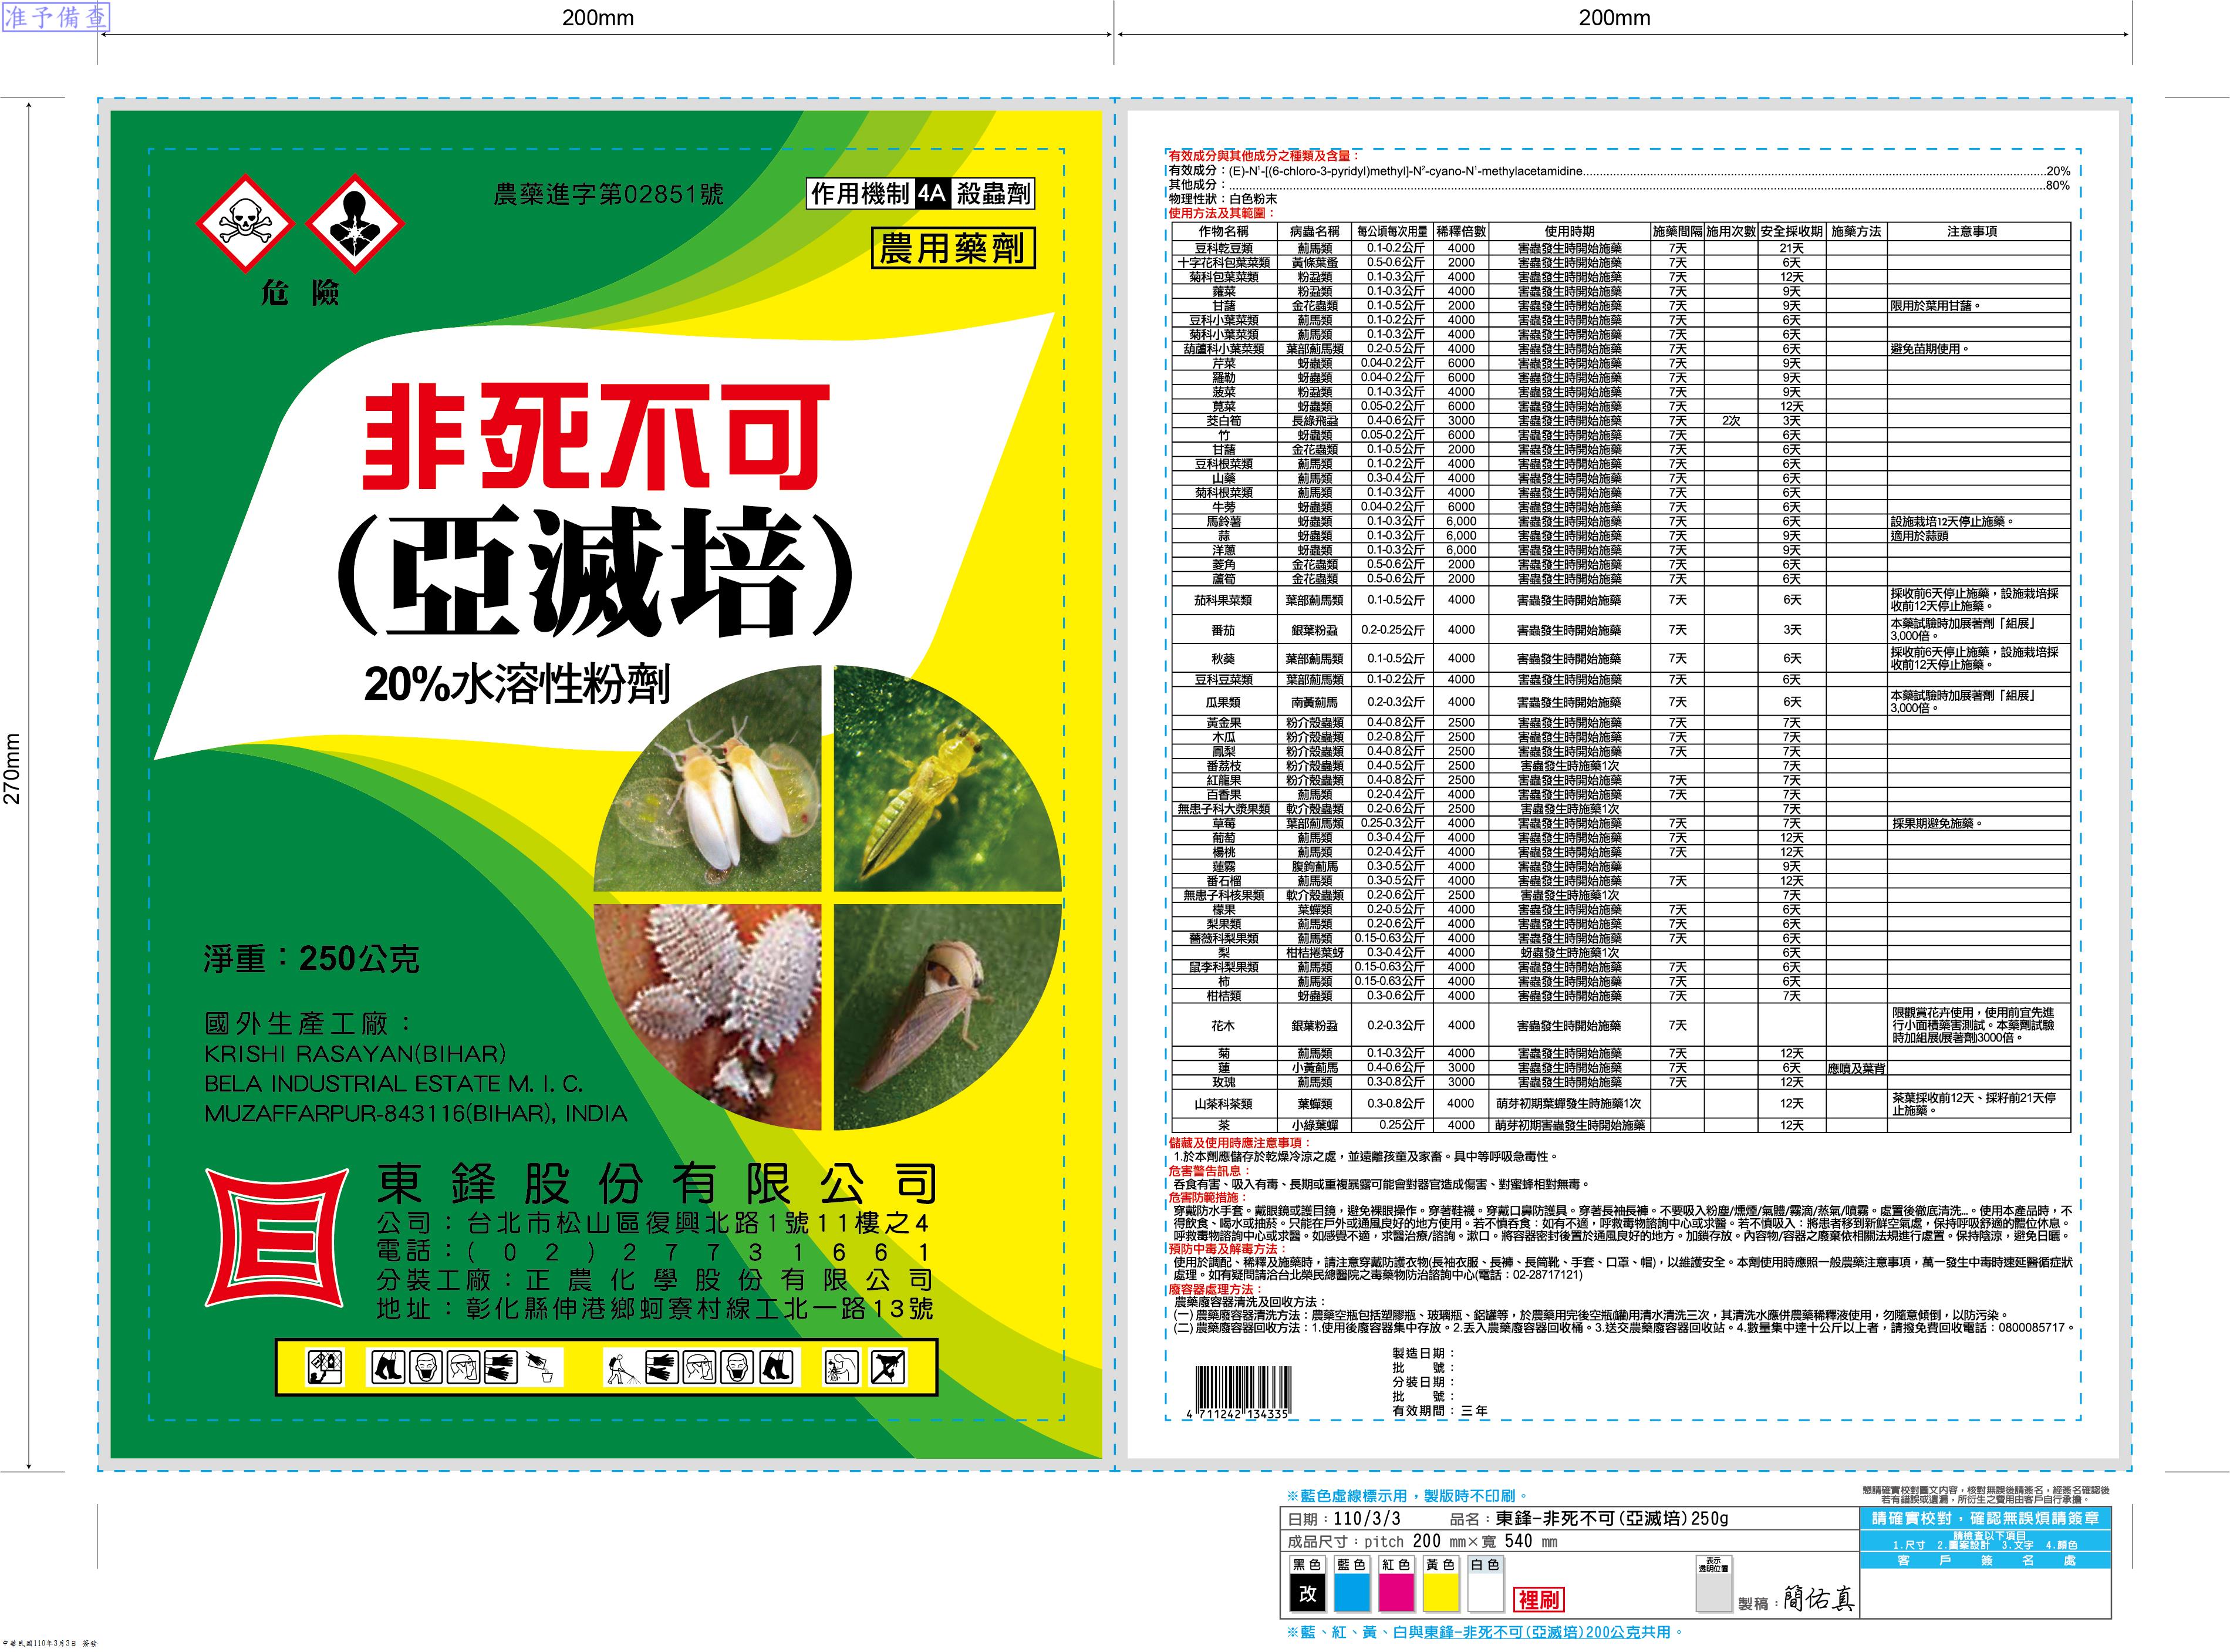 准予備查
200mm
200mm
270mm
農藥進字第02851號
作用機制 4A 殺蟲劑
農用藥劑
危險
非死不可
(亞滅培)
20%水溶性粉劑
淨重：250公克
國外生產工廠：
KRISHI RASAYAN(BIHAR)
BELA INDUSTRIAL ESTATE M. I. C.
MUZAFFARPUR-843116(BIHAR), INDIA
東鋒股份有限公司
公司：台北市松山區復興北路1號11樓之4
電話：(02)27731661
分裝工廠：正農化學股份有限公司
地址：彰化縣伸港鄉蚵寮村線工北一路13號
有效成分與其他成分之種類及含量：
有效成分：(E)-N¹-[(6-chloro-3-pyridyl)methyl]-N²-cyano-N¹-methylacetamidine 20%
其他成分： 80%
物理性狀：白色粉末
使用方法及其範圍：
作物名稱 病蟲名稱 每公頃每次用量 稀釋倍數 使用時期 施藥間隔 施用次數 安全採收期 施藥方法 注意事項
豆科乾豆類 薊馬類 0.1-0.2公斤 4000 害蟲發生時開始施藥 7天 21天
十字花科包葉菜類 黃條葉蚤 0.5-0.6公斤 2000 害蟲發生時開始施藥 7天 6天
菊科包葉菜類 粉蝨類 0.1-0.3公斤 4000 害蟲發生時開始施藥 7天 12天
蕹菜 粉蝨類 0.1-0.3公斤 4000 害蟲發生時開始施藥 7天 9天
甘藷 金花蟲類 0.1-0.5公斤 2000 害蟲發生時開始施藥 7天 9天 限用於葉用甘藷。
豆科小葉菜類 薊馬類 0.1-0.2公斤 4000 害蟲發生時開始施藥 7天 6天
菊科小葉菜類 薊馬類 0.1-0.3公斤 4000 害蟲發生時開始施藥 7天 6天
葫蘆科小葉菜類 葉部薊馬類 0.2-0.5公斤 4000 害蟲發生時開始施藥 7天 6天 避免苗期使用。
芹菜 蚜蟲類 0.04-0.2公斤 6000 害蟲發生時開始施藥 7天 9天
羅勒 蚜蟲類 0.04-0.2公斤 6000 害蟲發生時開始施藥 7天 9天
菠菜 粉蝨類 0.1-0.3公斤 4000 害蟲發生時開始施藥 7天 9天
莧菜 蚜蟲類 0.05-0.2公斤 6000 害蟲發生時開始施藥 7天 12天
茭白筍 長綠飛蝨 0.4-0.6公斤 3000 害蟲發生時開始施藥 7天 2次 3天
竹 蚜蟲類 0.05-0.2公斤 6000 害蟲發生時開始施藥 7天 6天
甘藷 金花蟲類 0.1-0.5公斤 2000 害蟲發生時開始施藥 7天 6天
豆科根菜類 薊馬類 0.1-0.2公斤 4000 害蟲發生時開始施藥 7天 6天
山藥 薊馬類 0.3-0.4公斤 4000 害蟲發生時開始施藥 7天 6天
菊科根菜類 薊馬類 0.1-0.3公斤 4000 害蟲發生時開始施藥 7天 6天
牛蒡 蚜蟲類 0.04-0.2公斤 6000 害蟲發生時開始施藥 7天 6天
馬鈴薯 蚜蟲類 0.1-0.3公斤 6,000 害蟲發生時開始施藥 7天 6天 設施栽培12天停止施藥。
蒜 蚜蟲類 0.1-0.3公斤 6,000 害蟲發生時開始施藥 7天 9天 適用於蒜頭
洋蔥 蚜蟲類 0.1-0.3公斤 6,000 害蟲發生時開始施藥 7天 9天
菱角 金花蟲類 0.5-0.6公斤 2000 害蟲發生時開始施藥 7天 6天
蘆筍 金花蟲類 0.5-0.6公斤 2000 害蟲發生時開始施藥 7天 6天
茄科果菜類 葉部薊馬類 0.1-0.5公斤 4000 害蟲發生時開始施藥 7天 6天 採收前6天停止施藥，設施栽培採
收前12天停止施藥。
番茄 銀葉粉蝨 0.2-0.25公斤 4000 害蟲發生時開始施藥 7天 3天 本藥試驗時加展著劑「組展」
3,000倍。
秋葵 葉部薊馬類 0.1-0.5公斤 4000 害蟲發生時開始施藥 7天 6天 採收前6天停止施藥，設施栽培採
收前12天停止施藥。
豆科豆菜類 葉部薊馬類 0.1-0.2公斤 4000 害蟲發生時開始施藥 7天 6天
瓜果類 南黃薊馬 0.2-0.3公斤 4000 害蟲發生時開始施藥 7天 6天 本藥試驗時加展著劑「組展」
3,000倍。
黃金果 粉介殼蟲類 0.4-0.8公斤 2500 害蟲發生時開始施藥 7天 7天
木瓜 粉介殼蟲類 0.2-0.8公斤 2500 害蟲發生時開始施藥 7天 7天
鳳梨 粉介殼蟲類 0.4-0.8公斤 2500 害蟲發生時開始施藥 7天 7天
番荔枝 粉介殼蟲類 0.4-0.5公斤 2500 害蟲發生時施藥1次 7天
紅龍果 粉介殼蟲類 0.4-0.8公斤 2500 害蟲發生時開始施藥 7天 7天
百香果 薊馬類 0.2-0.4公斤 4000 害蟲發生時開始施藥 7天 7天
無患子科大漿果類 軟介殼蟲類 0.2-0.6公斤 2500 害蟲發生時施藥1次 7天
草莓 葉部薊馬類 0.25-0.3公斤 4000 害蟲發生時開始施藥 7天 7天 採果期避免施藥。
葡萄 薊馬類 0.3-0.4公斤 4000 害蟲發生時開始施藥 7天 12天
楊桃 薊馬類 0.2-0.4公斤 4000 害蟲發生時開始施藥 7天 12天
蓮霧 腹鉤薊馬 0.3-0.5公斤 4000 害蟲發生時開始施藥 9天
番石榴 薊馬類 0.3-0.5公斤 4000 害蟲發生時開始施藥 7天 12天
無患子科核果類 軟介殼蟲類 0.2-0.6公斤 2500 害蟲發生時施藥1次 7天
檬果 葉蟬類 0.2-0.5公斤 4000 害蟲發生時開始施藥 7天 6天
梨果類 薊馬類 0.2-0.6公斤 4000 害蟲發生時開始施藥 7天 6天
薔薇科梨果類 薊馬類 0.15-0.63公斤 4000 害蟲發生時開始施藥 7天 6天
梨 柑桔捲葉蚜 0.3-0.4公斤 4000 蚜蟲發生時施藥1次 6天
鼠李科梨果類 薊馬類 0.15-0.63公斤 4000 害蟲發生時開始施藥 7天 6天
柿 薊馬類 0.15-0.63公斤 4000 害蟲發生時開始施藥 7天 6天
柑桔類 蚜蟲類 0.3-0.6公斤 4000 害蟲發生時開始施藥 7天 7天
花木 銀葉粉蝨 0.2-0.3公斤 4000 害蟲發生時開始施藥 7天 限觀賞花卉使用，使用前宜先進
行小面積藥害測試。本藥劑試驗
時加組展(展著劑)3000倍。
菊 薊馬類 0.1-0.3公斤 4000 害蟲發生時開始施藥 7天 12天
蓮 小黃薊馬 0.4-0.6公斤 3000 害蟲發生時開始施藥 7天 6天 應噴及葉背
玫瑰 薊馬類 0.3-0.8公斤 3000 害蟲發生時開始施藥 7天 12天
山茶科茶類 葉蟬類 0.3-0.8公斤 4000 萌芽初期葉蟬發生時施藥1次 12天 茶葉採收前12天、採籽前21天停
止施藥。
茶 小綠葉蟬 0.25公斤 4000 萌芽初期害蟲發生時開始施藥 12天
儲藏及使用時應注意事項：
1.於本劑應儲存於乾燥冷涼之處，並遠離孩童及家畜。具中等呼吸急毒性。
危害警告訊息：
吞食有害、吸入有毒、長期或重複暴露可能會對器官造成傷害、對蜜蜂相對無毒。
危害防範措施：
穿戴防水手套。戴眼鏡或護目鏡，避免裸眼操作。穿著鞋襪。穿戴口鼻防護具。穿著長袖長褲。不要吸入粉塵/燻煙/氣體/霧滴/蒸氣/噴霧。處置後徹底清洗...。使用本產品時，不
得飲食、喝水或抽菸。只能在戶外或通風良好的地方使用。若不慎吞食：如有不適，呼救毒物諮詢中心或求醫。若不慎吸入：將患者移到新鮮空氣處，保持呼吸舒適的體位休息。
呼救毒物諮詢中心或求醫。如感覺不適，求醫治療/諮詢。漱口。將容器密封後置於通風良好的地方。加鎖存放。內容物/容器之廢棄依相關法規進行處置。保持陰涼，避免日曬。
預防中毒及解毒方法：
使用於調配、稀釋及施藥時，請注意穿戴防護衣物(長袖衣服、長褲、長筒靴、手套、口罩、帽)，以維護安全。本劑使用時應照一般農藥注意事項，萬一發生中毒時速延醫循症狀
處理。如有疑問請洽台北榮民總醫院之毒藥物防治諮詢中心(電話：02-28717121)
廢容器處理方法：
農藥廢容器清洗及回收方法：
(一) 農藥廢容器清洗方法：農藥空瓶包括塑膠瓶、玻璃瓶、鋁罐等，於農藥用完後空瓶(罐)用清水清洗三次，其清洗水應併農藥稀釋液使用，勿隨意傾倒，以防污染。
(二) 農藥廢容器回收方法：1.使用後廢容器集中存放。2.丟入農藥廢容器回收桶。3.送交農藥廢容器回收站。4.數量集中達十公斤以上者，請撥免費回收電話：0800085717。
製造日期：
批 號：
分裝日期：
批 號：
有效期間：三年
4 711242 134335
※藍色虛線標示用，製版時不印刷。
懇請確實校對圖文內容，核對無誤後請簽名，經簽名確認後
若有錯誤或遺漏，所衍生之費用由客戶自行承擔。
日期：110/3/3 品名：東鋒-非死不可(亞滅培)250g
成品尺寸：pitch 200 mm×寬 540 mm
黑色 藍色 紅色 黃色 白色
改
裡刷
表示
透明位置
製稿：簡佑真
請確實校對，確認無誤煩請簽章
請檢查以下項目
1.尺寸 2.圖案設計 3.文字 4.顏色
客戶簽名處
※藍、紅、黃、白與東鋒-非死不可(亞滅培)200公克共用。
中華民國110年3月3日 簽發